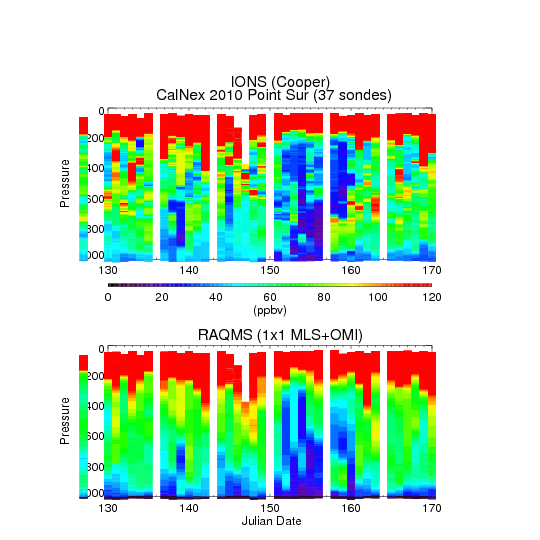 IONS (Cooper)
CalNex 2010 Point Sur (37 sondes)
0
200
400
600
800
Pressure
130 140 150 160 170
0 20 40 60 80 100 120
(ppbv)
RAQMS (1x1 MLS+OMI)
0
200
400
600
800
Pressure
130 140 150 160 170
Julian Date